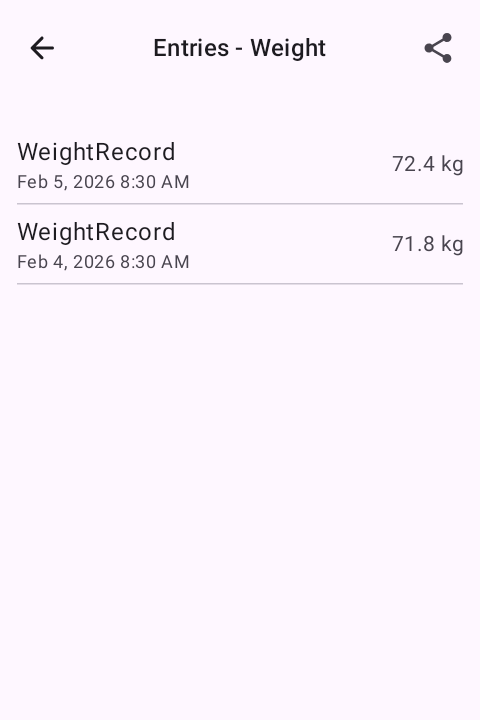 Entries - Weight
WeightRecord
Feb 5, 2026 8:30 AM
72.4 kg
WeightRecord
Feb 4, 2026 8:30 AM
71.8 kg